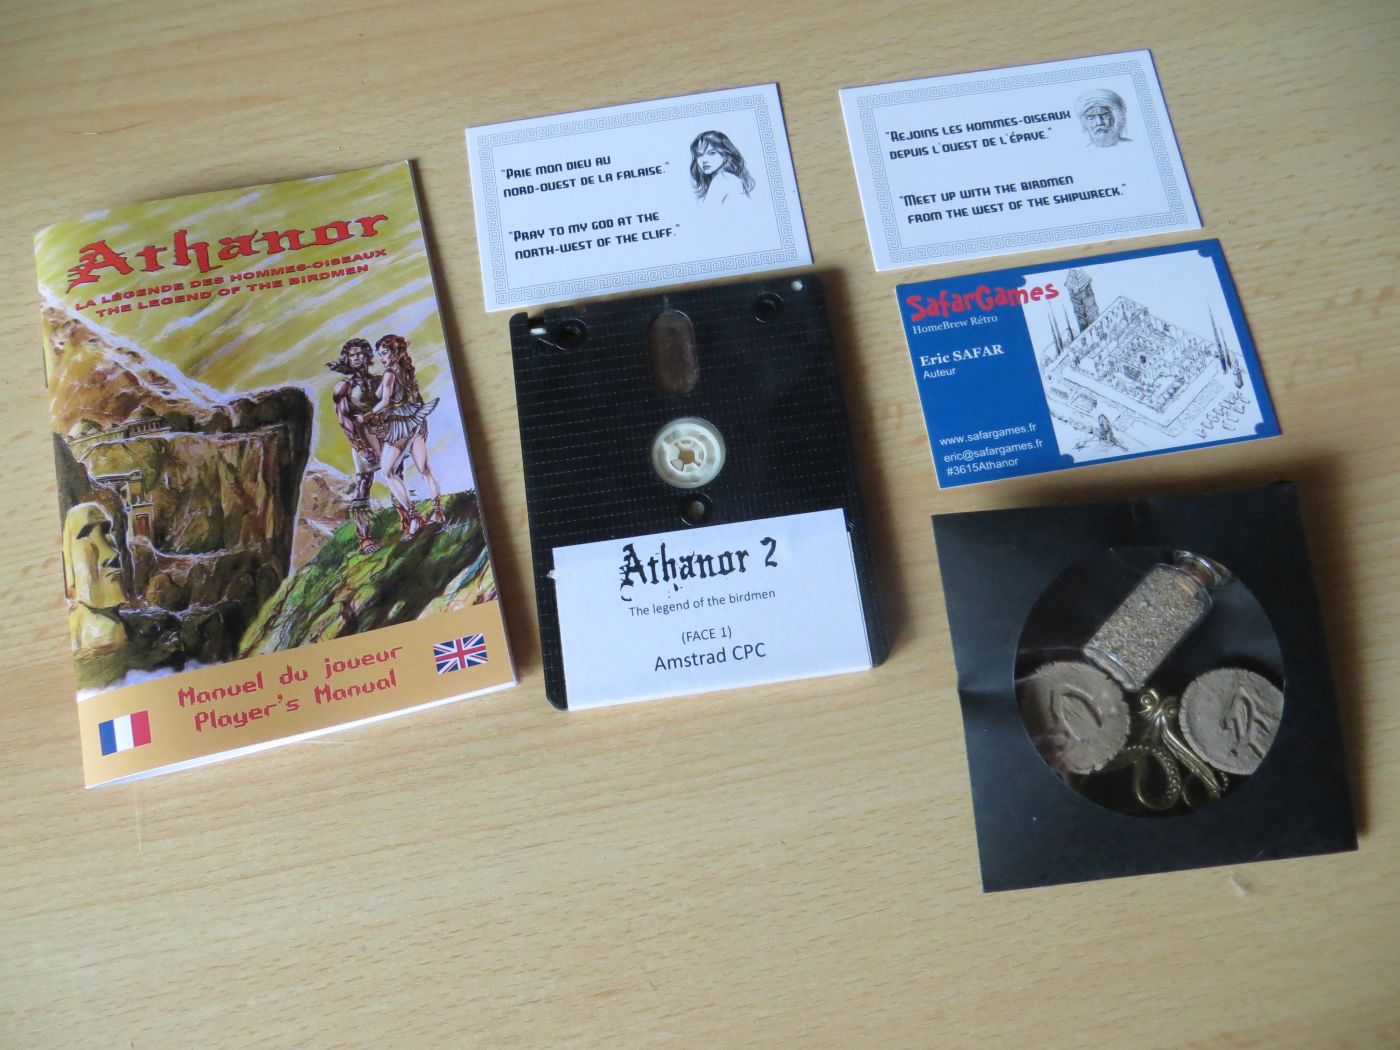 Athanor
LA LÉGENDE DES HOMMES-OISEAUX
THE LEGEND OF THE BIRDMEN
Manuel du joueur
Player's Manual
"PRIE MON DIEU AU
NORD-OUEST DE LA FALAISE."
"PRAY TO MY GOD AT THE
NORTH-WEST OF THE CLIFF."
"REJOINS LES HOMMES-OISEAUX
DEPUIS L'OUEST DE L'ÉPAVE."
"MEET UP WITH THE BIRDMEN
FROM THE WEST OF THE SHIPWRECK."
SafarGames
HomeBrew Rétro
Eric SAFAR
Auteur
www.safargames.fr
eric@safargames.fr
#3615Athanor
Athanor 2
The legend of the birdmen
(FACE 1)
Amstrad CPC